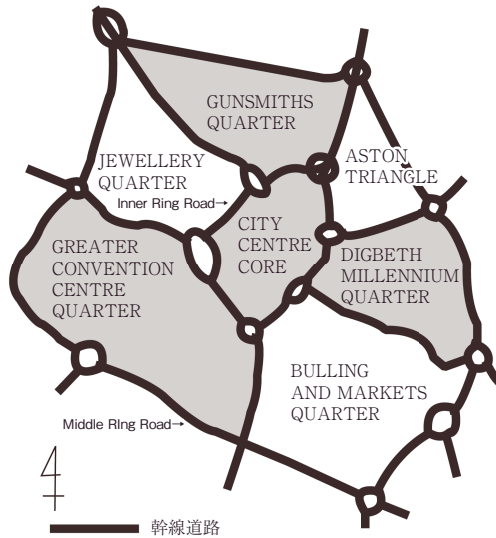 GUNSMITHS
QUARTER
JEWELLERY
QUARTER
ASTON
TRIANGLE
Inner Ring Road→
CITY
CENTRE
CORE
GREATER
CONVENTION
CENTRE
QUARTER
DIGBETH
MILLENNIUM
QUARTER
BULLING
AND MARKETS
QUARTER
Middle RIng Road→
幹線道路